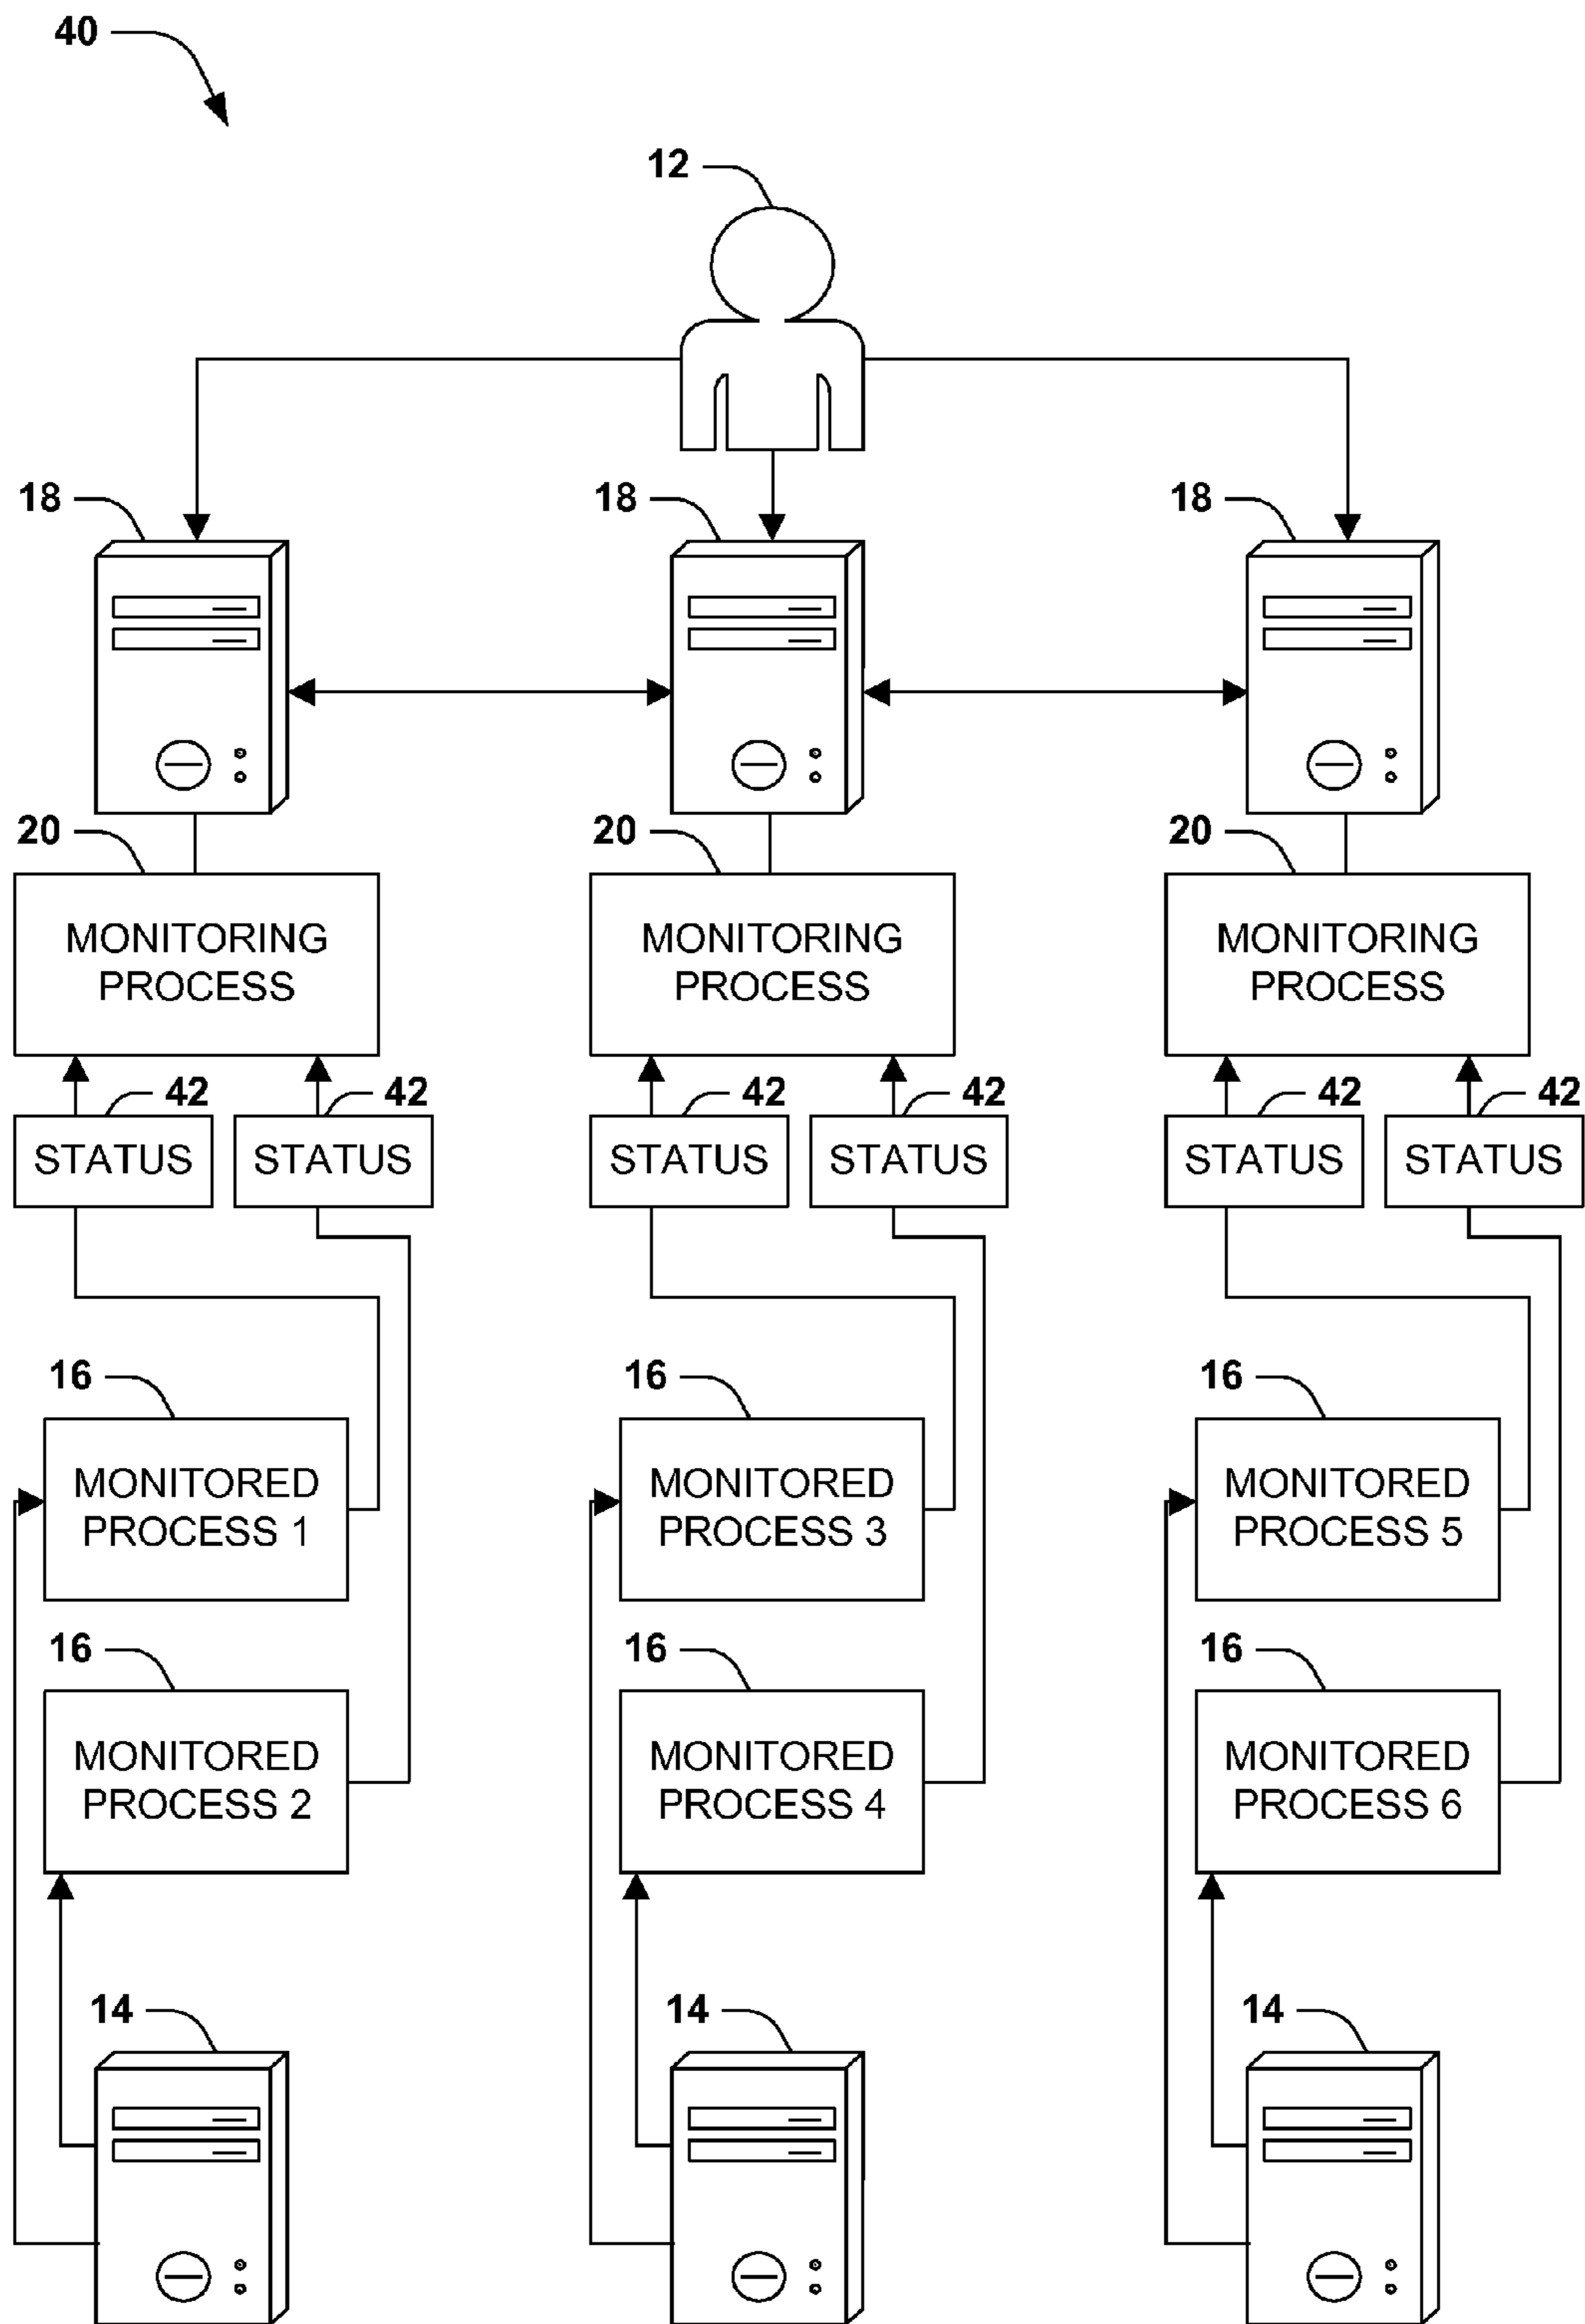 40
12
18 18 18
20 20 20
MONITORING MONITORING MONITORING
PROCESS PROCESS PROCESS
42 42 42 42 42 42
STATUS STATUS STATUS STATUS STATUS STATUS
16 16 16
MONITORED MONITORED MONITORED
PROCESS 1 PROCESS 3 PROCESS 5
16 16 16
MONITORED MONITORED MONITORED
PROCESS 2 PROCESS 4 PROCESS 6
14 14 14